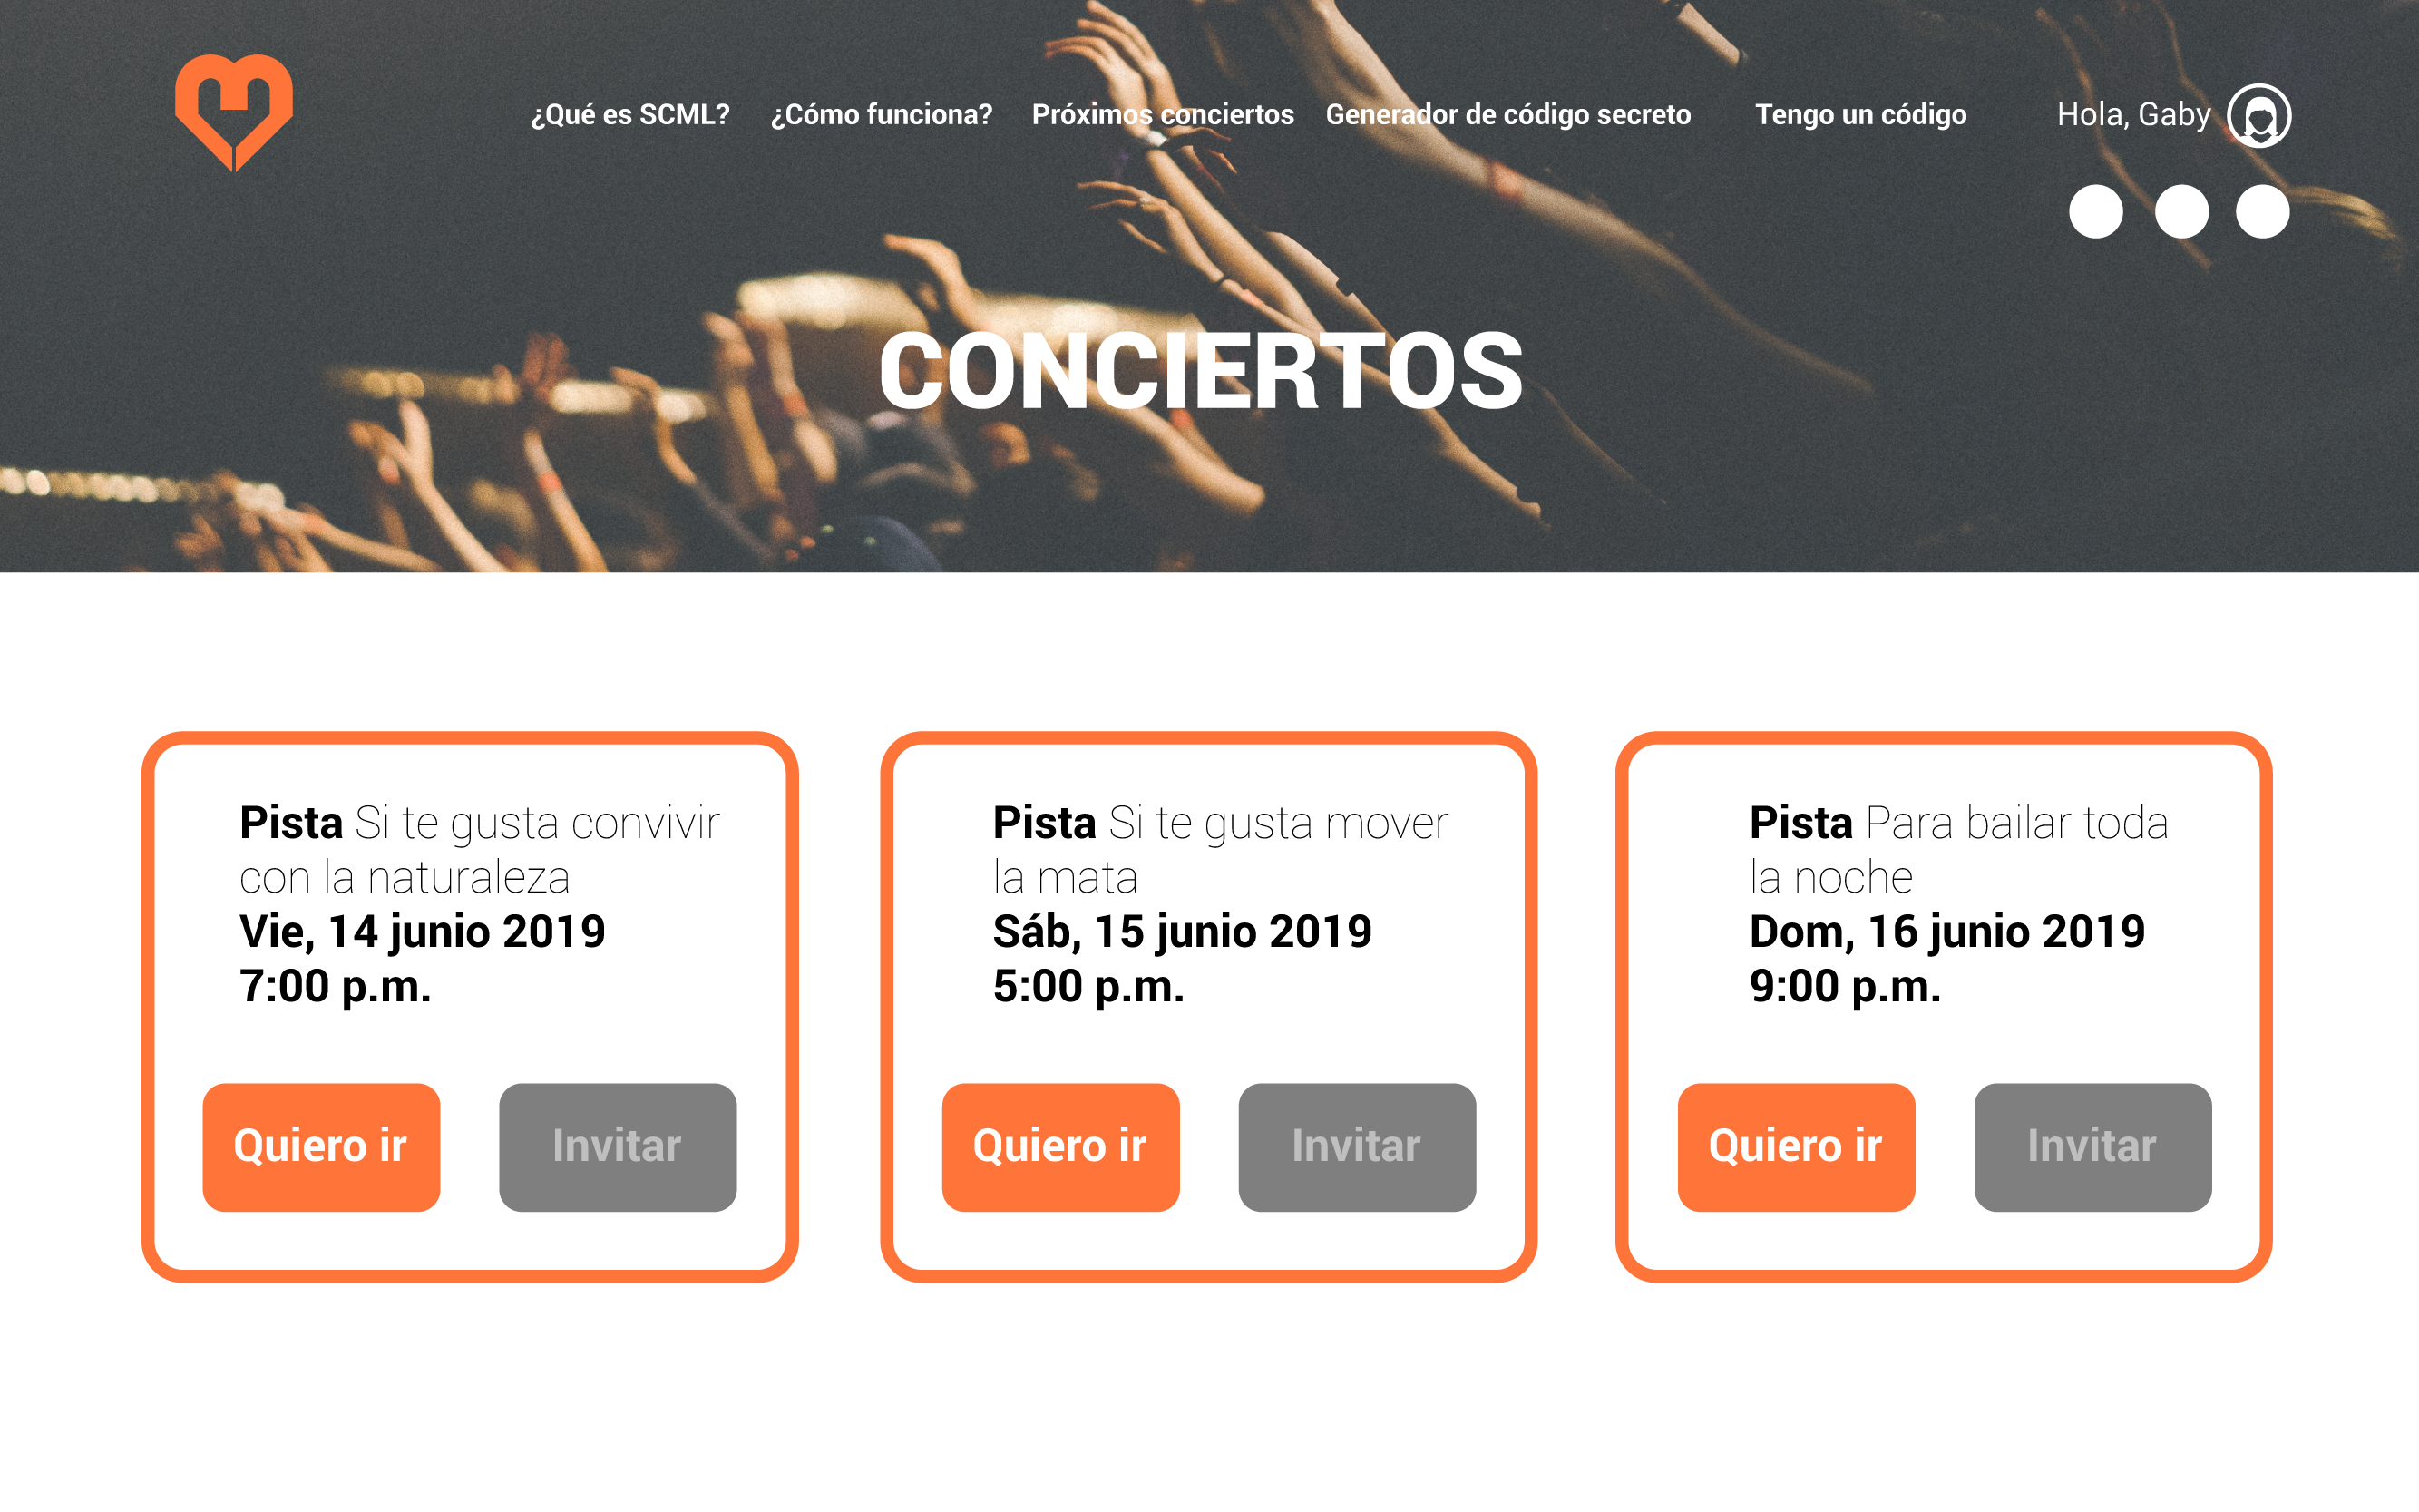 ¿Qué es SCML? ¿Cómo funciona? Próximos conciertos Generador de código secreto Tengo un código Hola, Gaby
CONCIERTOS
Pista Si te gusta convivir
con la naturaleza
Vie, 14 junio 2019
7:00 p.m.
Quiero ir Invitar
Pista Si te gusta mover
la mata
Sáb, 15 junio 2019
5:00 p.m.
Quiero ir Invitar
Pista Para bailar toda
la noche
Dom, 16 junio 2019
9:00 p.m.
Quiero ir Invitar